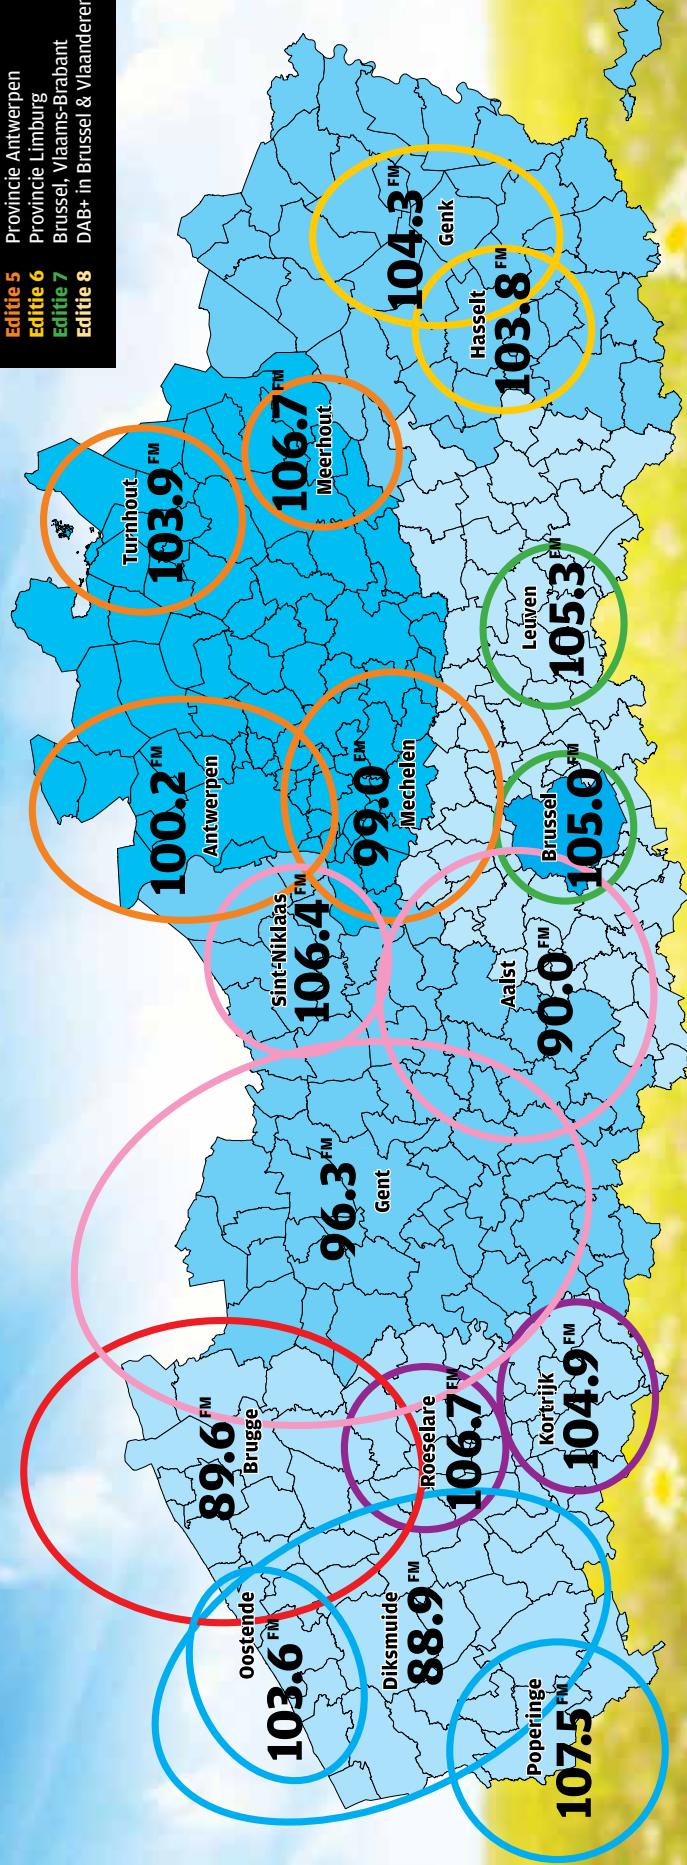 Editie 5 Provincie Antwerpen
Editie 6 Provincie Limburg
Editie 7 Brussel, Vlaams-Brabant
Editie 8 DAB+ in Brussel & Vlaanderen
Oostende
103.6 FM
Diksmuide
88.9 FM
Poperinge
107.5 FM
89.6 FM
Brugge
Roeselare
106.7 FM
Kortrijk
104.9 FM
96.3 FM
Gent
Sint-Niklaas
106.4 FM
Aalst
90.0 FM
100.2 FM
Antwerpen
99.0 FM
Mechelen
Brussel
105.0 FM
Turnhout
103.9 FM
106.7 FM
Meerhout
Leuven
105.3 FM
104.3 FM
Genk
Hasselt
103.8 FM